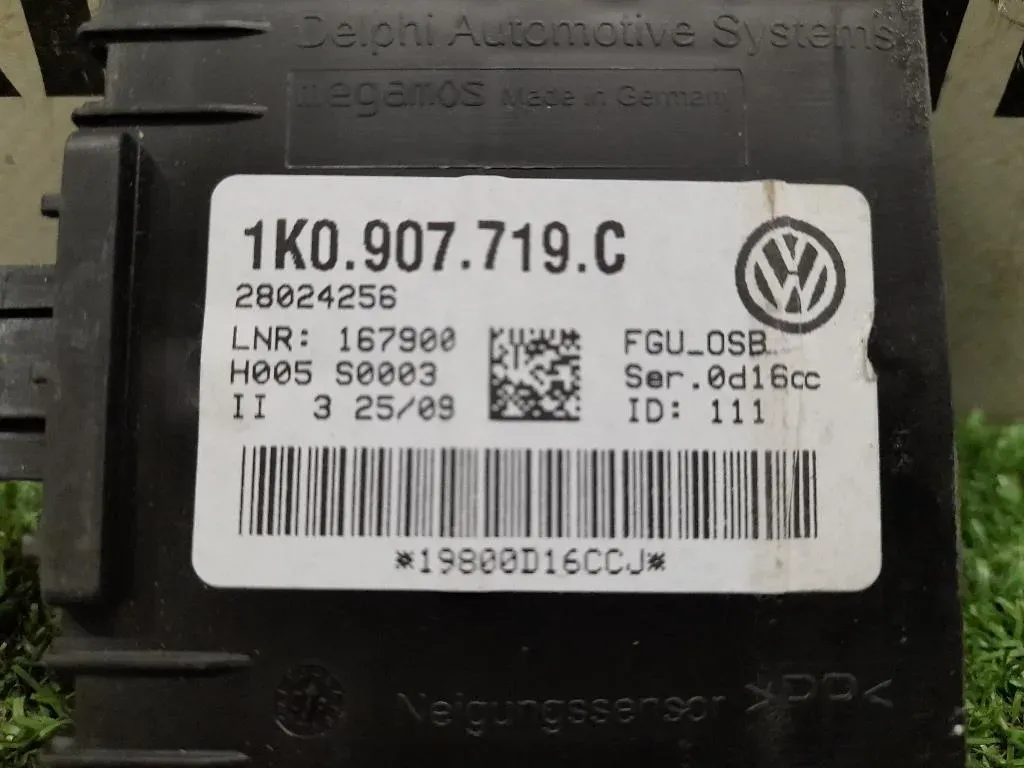 Delphi Automotive Systems
megamos Made in Germany
1K0.907.719.C
28024256
LNR: 167900
H005 S0003
II 3 25/09
FGU_OSB
Ser.0d16cc
ID: 111
*19800D16CCJ*
Neigungssensor >PP<